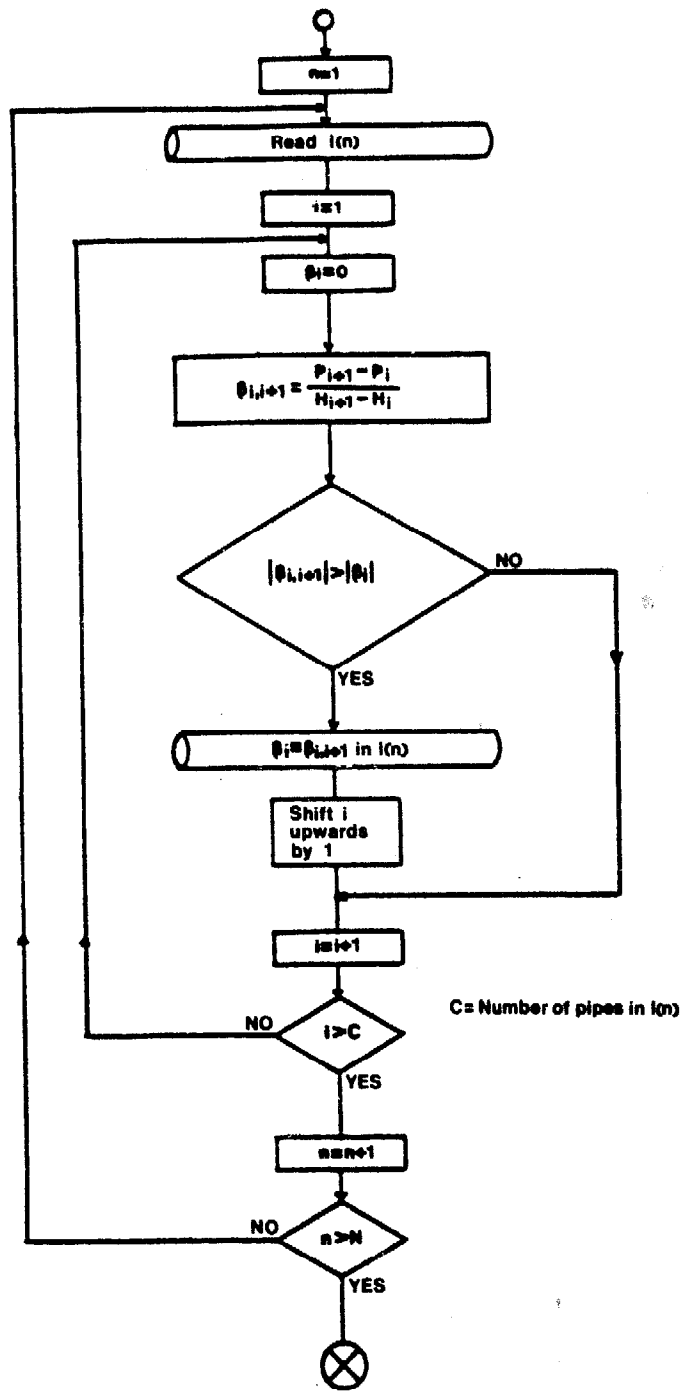 n=1
Read I(n)
i=1
βi=0
βi,i+1 = Pi+1 − Pi / Hi+1 − Hi
|βi,i+1|>|βi|
NO
YES
βi=βi,i+1 in I(n)
Shift i
upwards
by 1
i=i+1
C= Number of pipes in I(n)
NO
i>C
YES
n=n+1
NO
n>N
YES